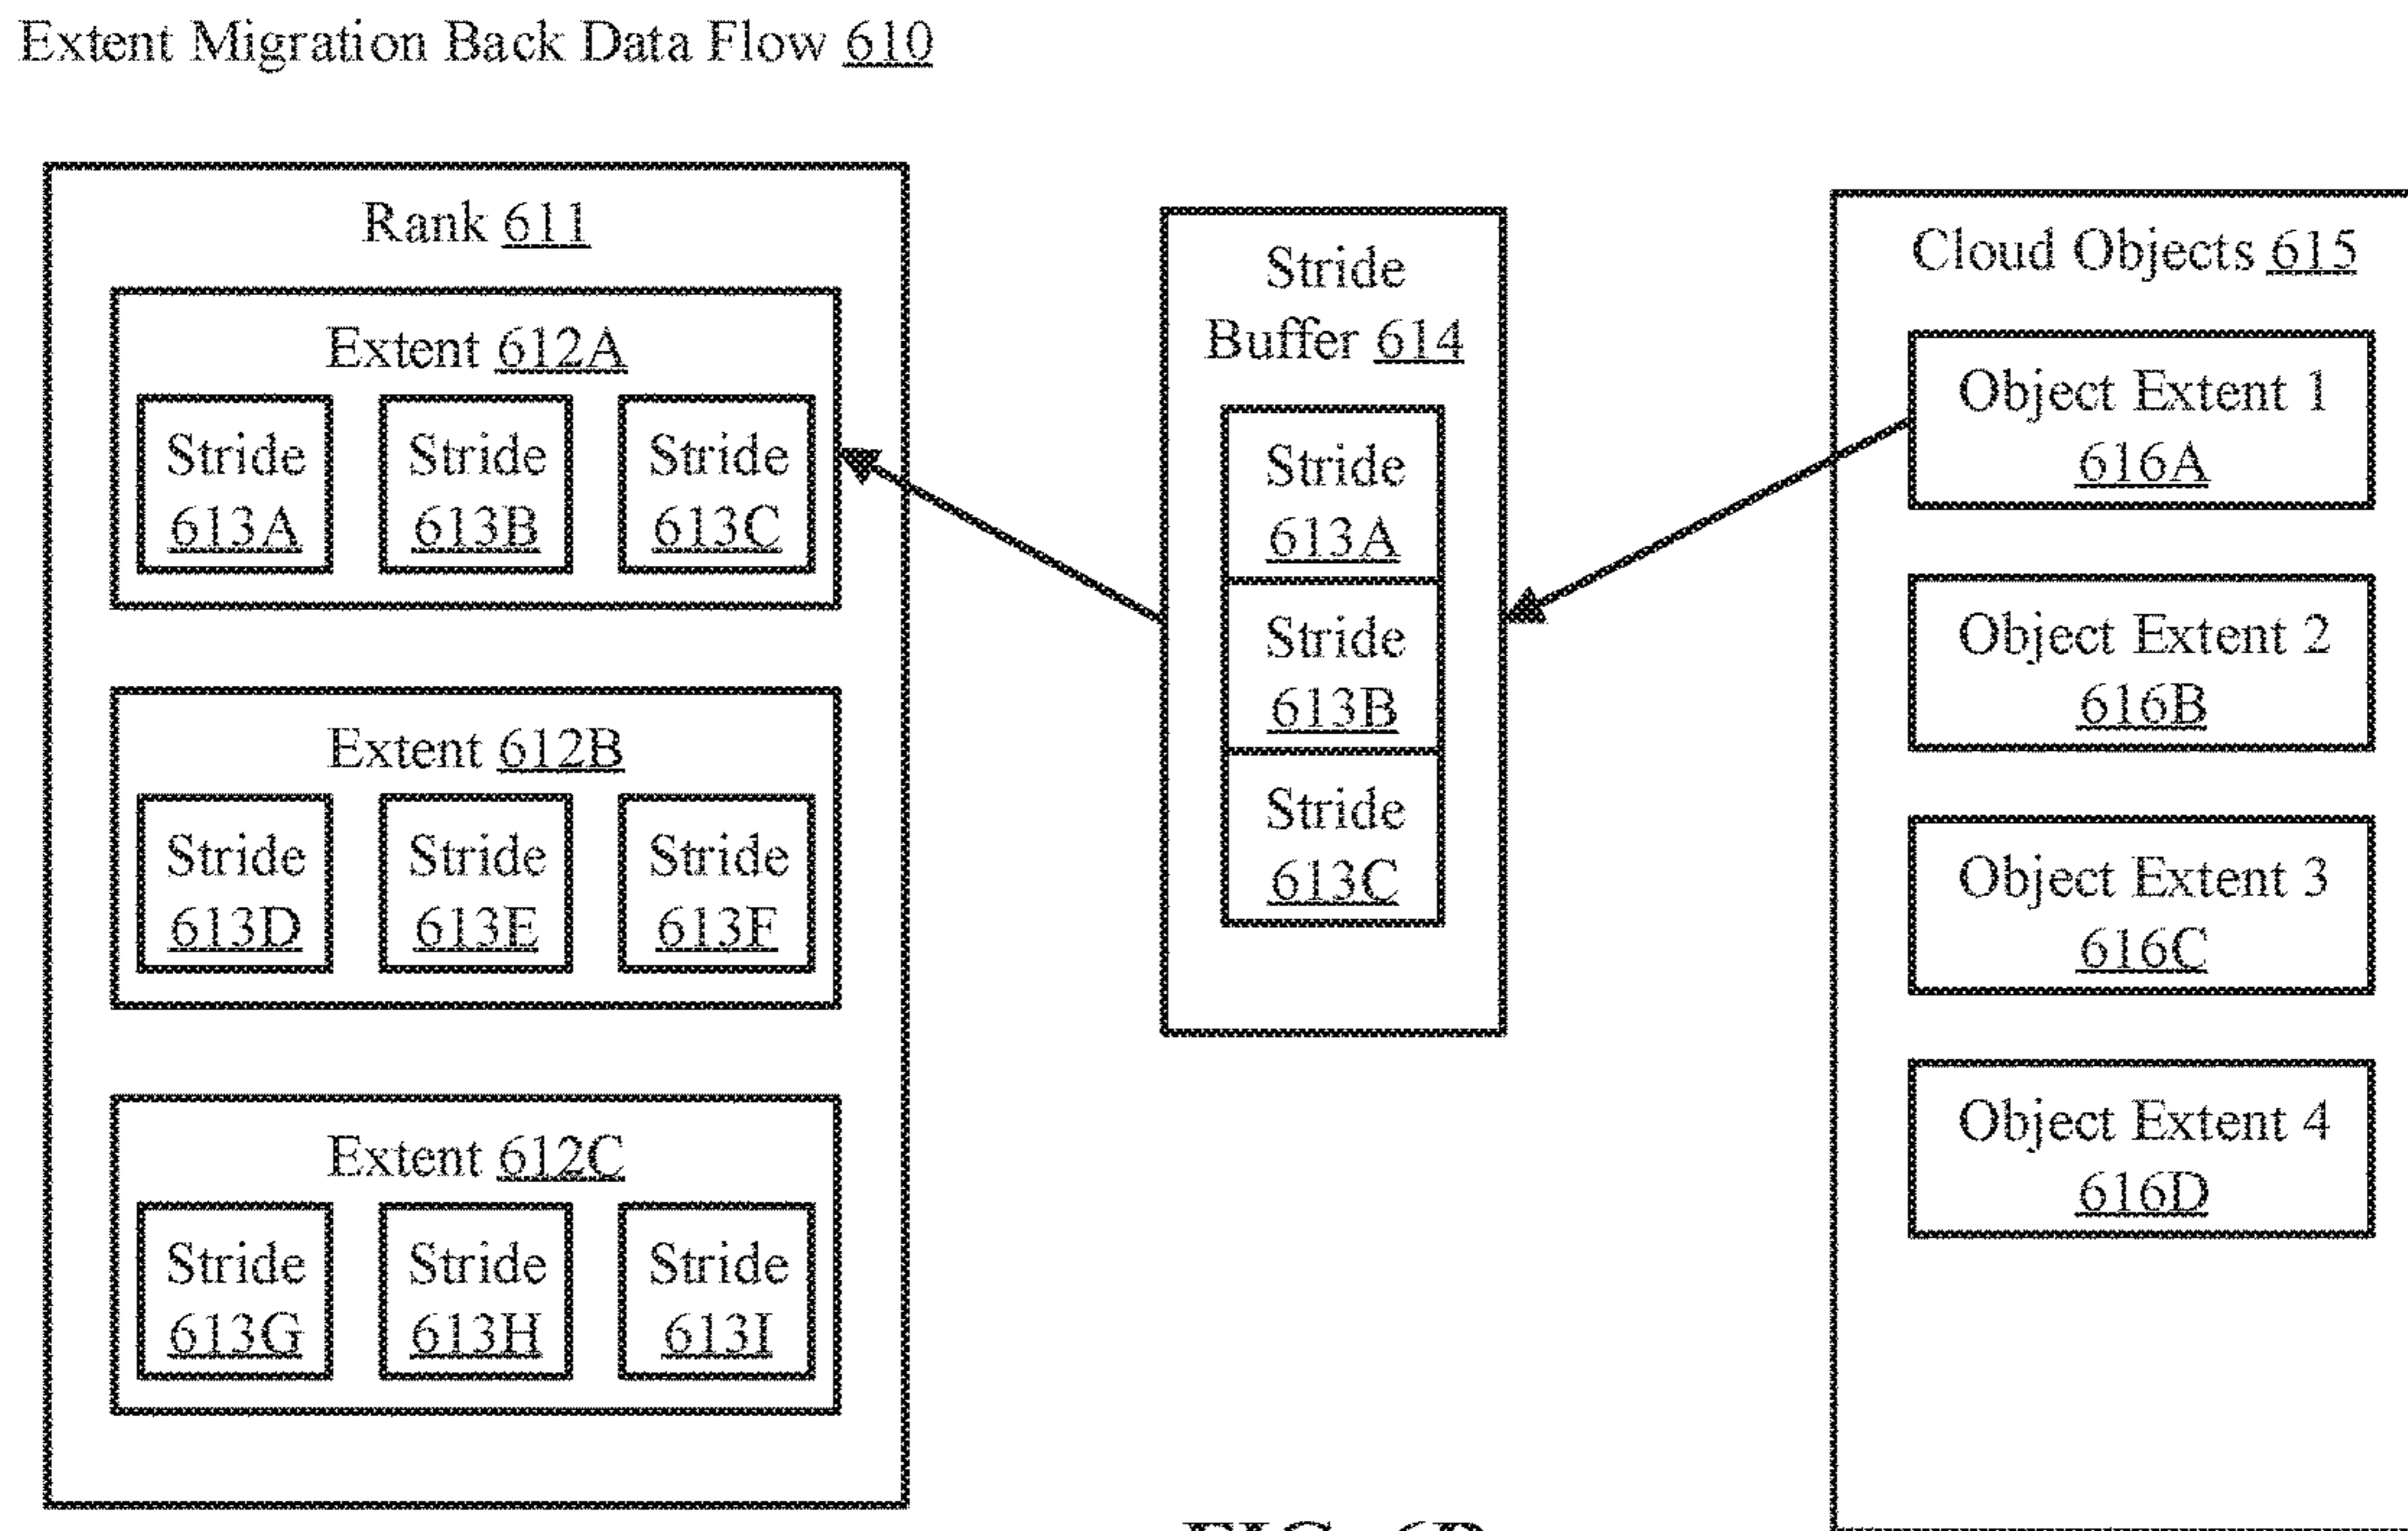 Extent Migration Back Data Flow 610
Rank 611
Extent 612A
Stride
613A
Stride
613B
Stride
613C
Extent 612B
Stride
613D
Stride
613E
Stride
613F
Extent 612C
Stride
613G
Stride
613H
Stride
613I
Stride
Buffer 614
Stride
613A
Stride
613B
Stride
613C
Cloud Objects 615
Object Extent 1
616A
Object Extent 2
616B
Object Extent 3
616C
Object Extent 4
616D